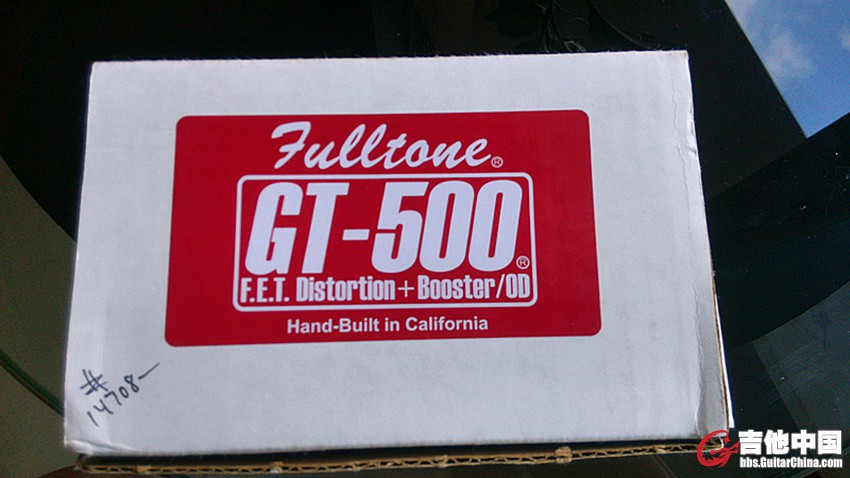 Fulltone®
GT-500®
F.E.T. Distortion+Booster/OD
Hand-Built in California
#
14708-
吉他中国
bbs.GuitarChina.com